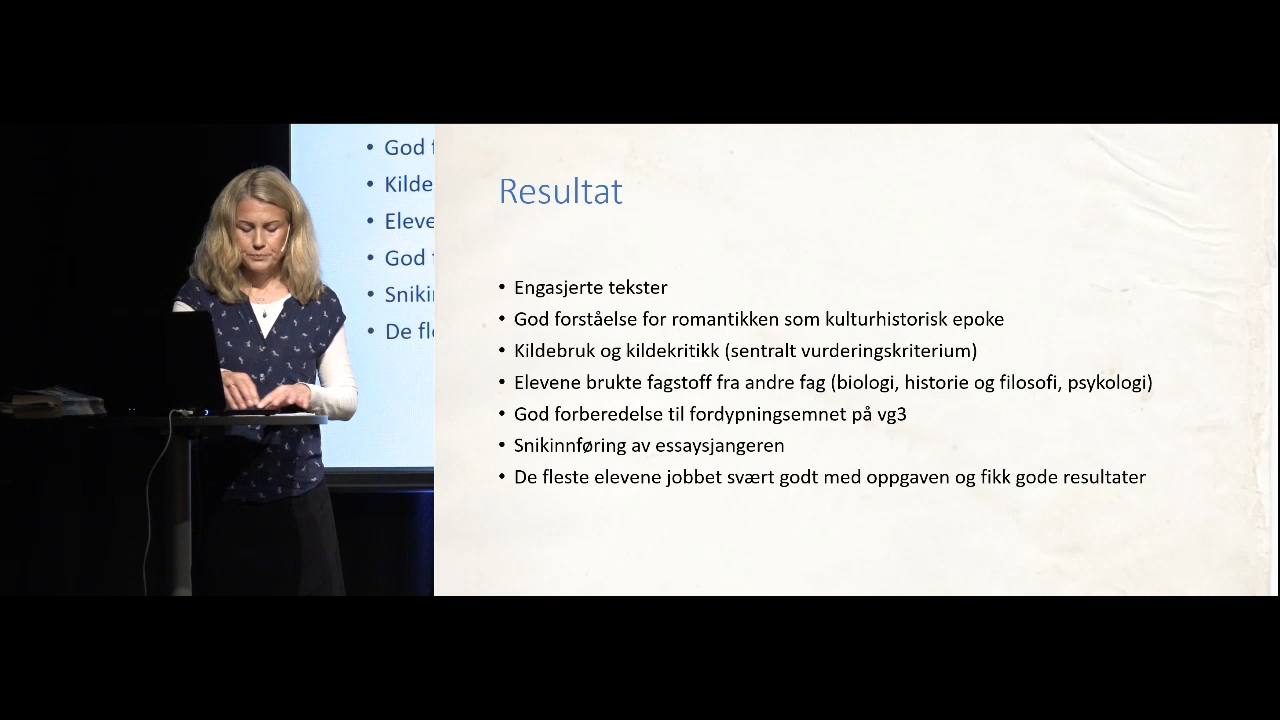 • God
• Kilde
• Eleve
• God
• Snikin
• De fle
Resultat
• Engasjerte tekster
• God forståelse for romantikken som kulturhistorisk epoke
• Kildebruk og kildekritikk (sentralt vurderingskriterium)
• Elevene brukte fagstoff fra andre fag (biologi, historie og filosofi, psykologi)
• God forberedelse til fordypningsemnet på vg3
• Snikinnføring av essaysjangeren
• De fleste elevene jobbet svært godt med oppgaven og fikk gode resultater